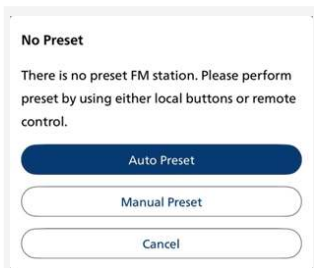 No Preset
There is no preset FM station. Please perform
preset by using either local buttons or remote
control.
Auto Preset
Manual Preset
Cancel